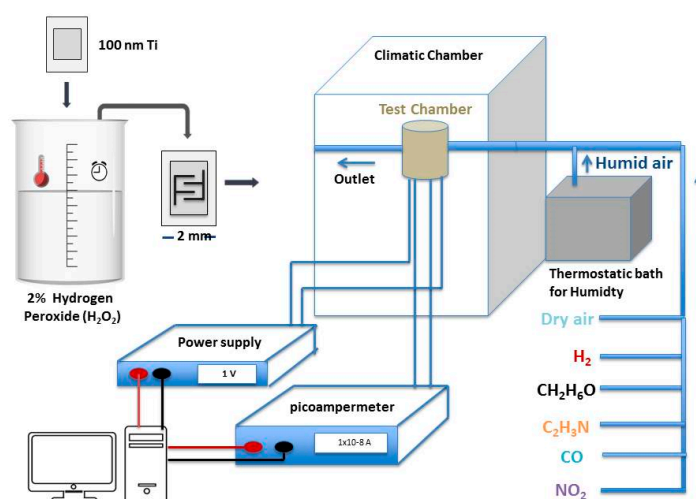 100 nm Ti
Climatic Chamber
Test Chamber
Humid air
Outlet
2 mm
2% Hydrogen
Peroxide (H₂O₂)
Thermostatic bath
for Humidty
Dry air
Power supply
1 V
H₂
CH₂H₆O
picoampermeter
1x10-8 A
C₂H₃N
CO
NO₂